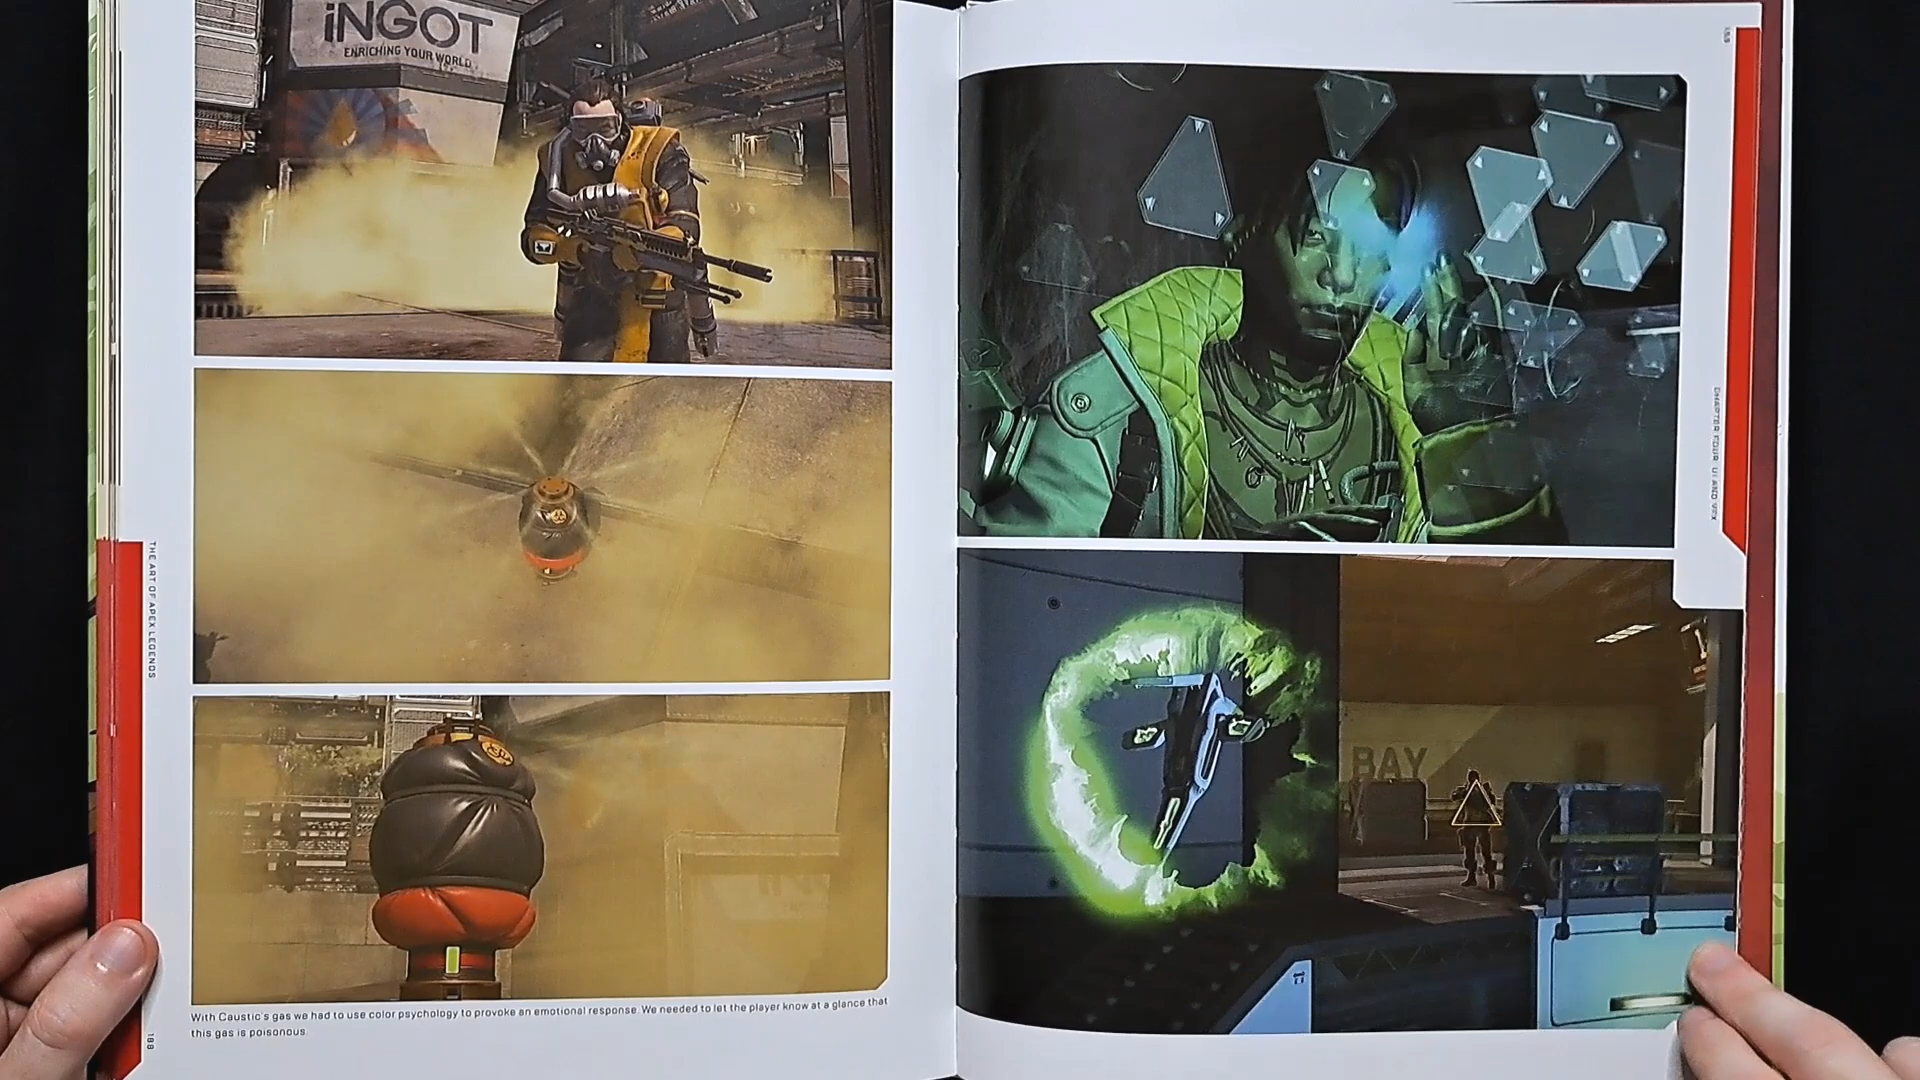 iNGOT
ENRICHING YOUR WORLD
THE ART OF APEX LEGENDS
With Caustic's gas we had to use color psychology to provoke an emotional response. We needed to let the player know at a glance that
this gas is poisonous.
188
CHAPTER FOUR UI AND VFX
BAY